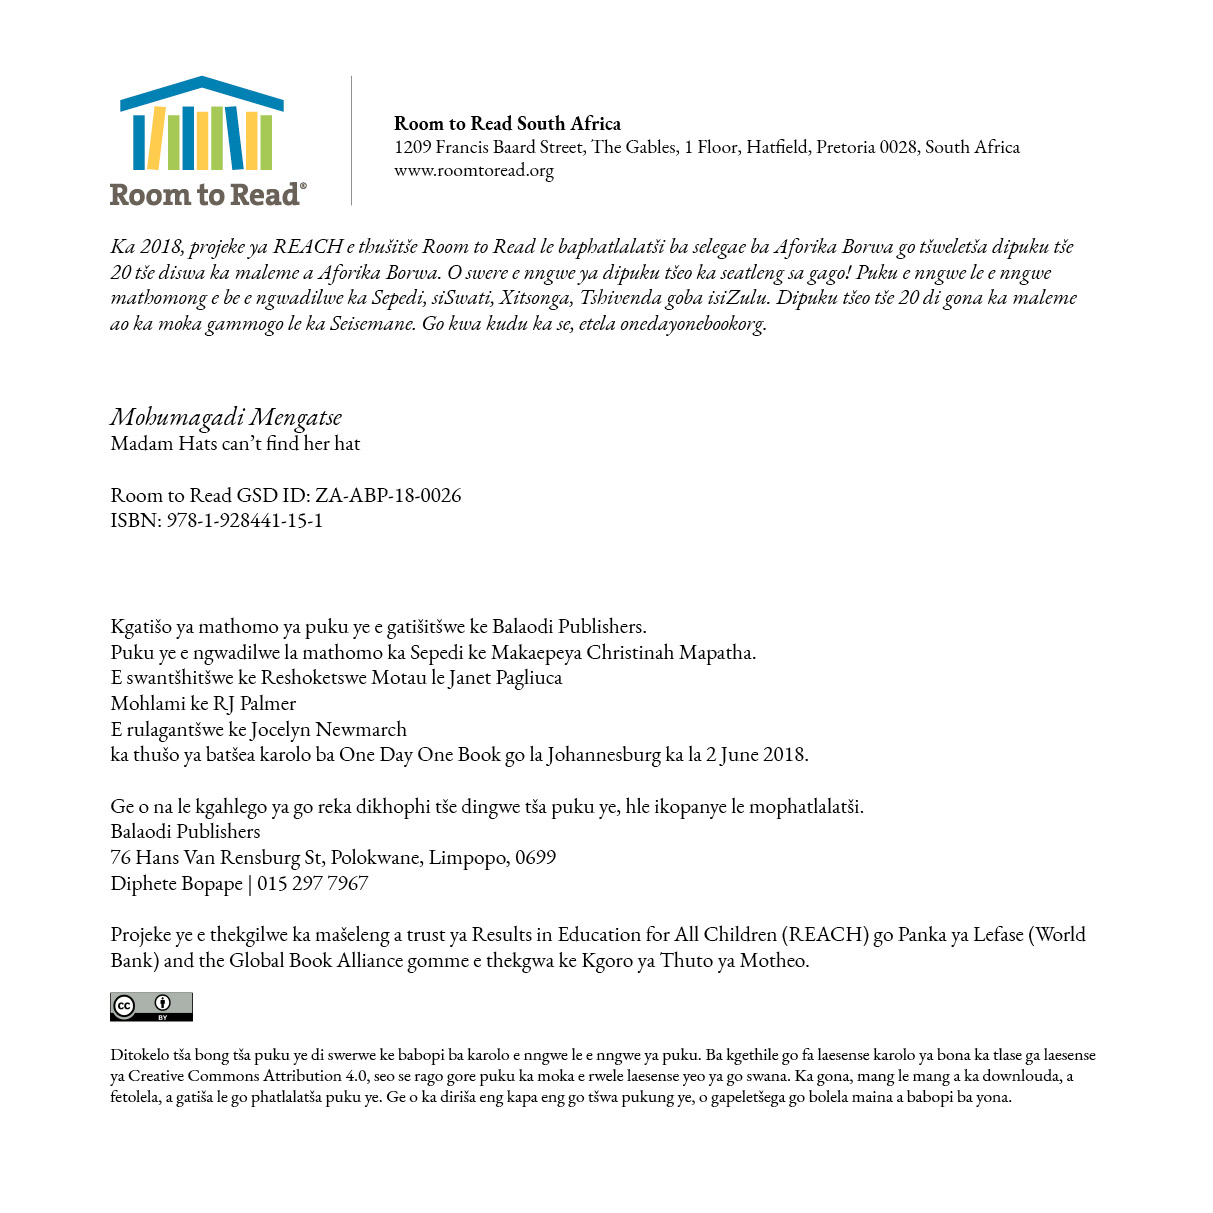 Room to Read®
Room to Read South Africa
1209 Francis Baard Street, The Gables, 1 Floor, Hatfield, Pretoria 0028, South Africa
www.roomtoread.org
Ka 2018, projeke ya REACH e thušitše Room to Read le baphatlalatši ba selegae ba Aforika Borwa go tšweletša dipuku tše
20 tše diswa ka maleme a Aforika Borwa. O swere e nngwe ya dipuku tšeo ka seatleng sa gago! Puku e nngwe le e nngwe
mathomong e be e ngwadilwe ka Sepedi, siSwati, Xitsonga, Tshivenda goba isiZulu. Dipuku tšeo tše 20 di gona ka maleme
ao ka moka gammogo le ka Seisemane. Go kwa kudu ka se, etela onedayonebookorg.
Mohumagadi Mengatse
Madam Hats can’t find her hat
Room to Read GSD ID: ZA-ABP-18-0026
ISBN: 978-1-928441-15-1
Kgatišo ya mathomo ya puku ye e gatišitšwe ke Balaodi Publishers.
Puku ye e ngwadilwe la mathomo ka Sepedi ke Makaepeya Christinah Mapatha.
E swantšhitšwe ke Reshoketswe Motau le Janet Pagliuca
Mohlami ke RJ Palmer
E rulagantšwe ke Jocelyn Newmarch
ka thušo ya batšea karolo ba One Day One Book go la Johannesburg ka la 2 June 2018.
Ge o na le kgahlego ya go reka dikhophi tše dingwe tša puku ye, hle ikopanye le mophatlalatši.
Balaodi Publishers
76 Hans Van Rensburg St, Polokwane, Limpopo, 0699
Diphete Bopape | 015 297 7967
Projeke ye e thekgilwe ka mašeleng a trust ya Results in Education for All Children (REACH) go Panka ya Lefase (World
Bank) and the Global Book Alliance gomme e thekgwa ke Kgoro ya Thuto ya Motheo.
cc BY
Ditokelo tša bong tša puku ye di swerwe ke babopi ba karolo e nngwe le e nngwe ya puku. Ba kgethile go fa laesense karolo ya bona ka tlase ga laesense
ya Creative Commons Attribution 4.0, seo se rago gore puku ka moka e rwele laesense yeo ya go swana. Ka gona, mang le mang a ka downlouda, a
fetolela, a gatiša le go phatlalatša puku ye. Ge o ka diriša eng kapa eng go tšwa pukung ye, o gapeletšega go bolela maina a babopi ba yona.